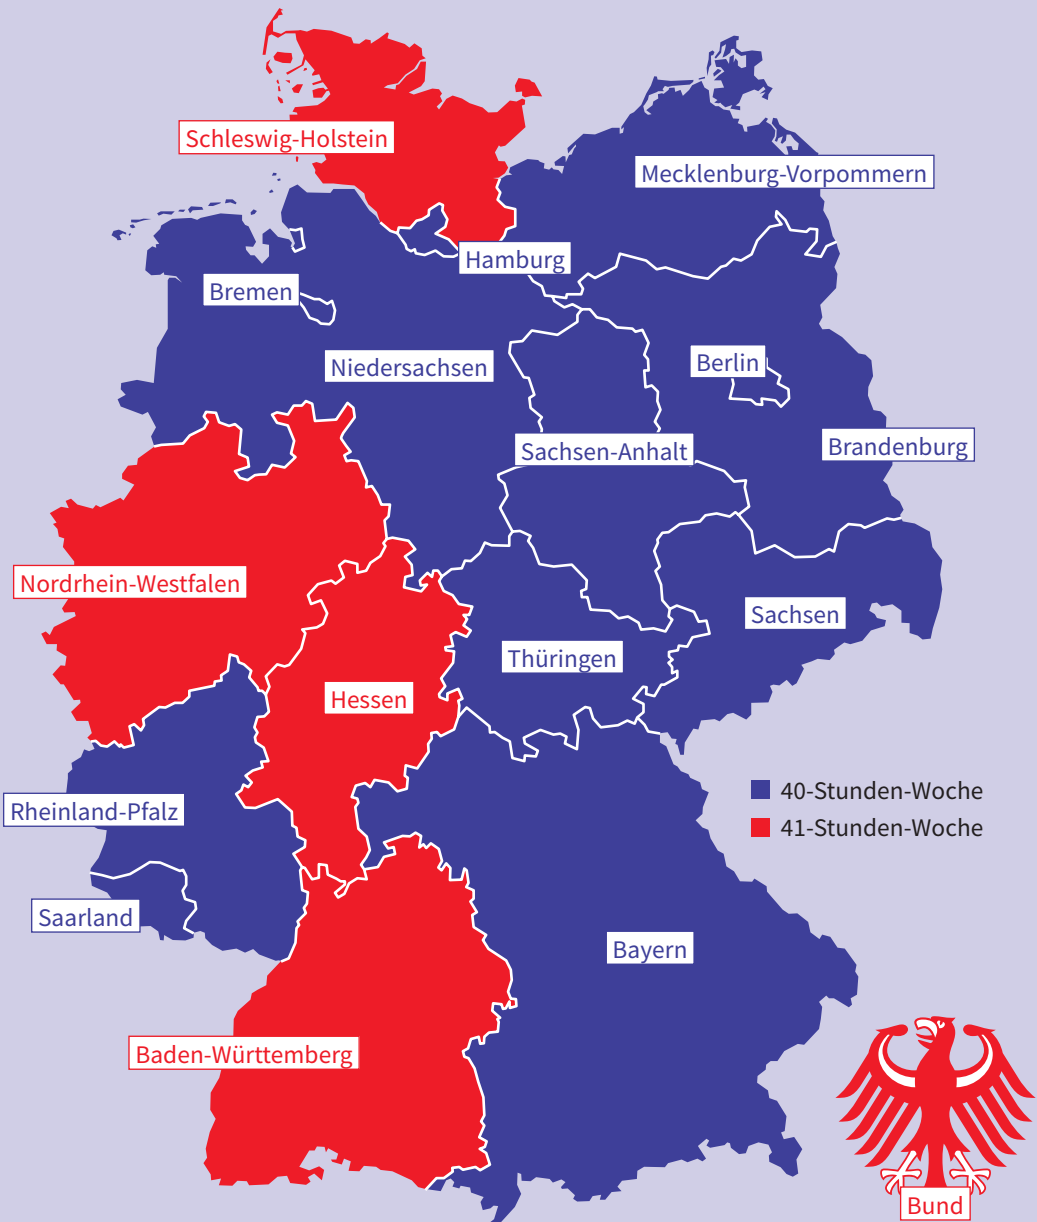 Schleswig-Holstein
Mecklenburg-Vorpommern
Hamburg
Bremen
Niedersachsen
Berlin
Sachsen-Anhalt
Brandenburg
Nordrhein-Westfalen
Sachsen
Thüringen
Hessen
40-Stunden-Woche
Rheinland-Pfalz
41-Stunden-Woche
Saarland
Bayern
Baden-Württemberg
Bund